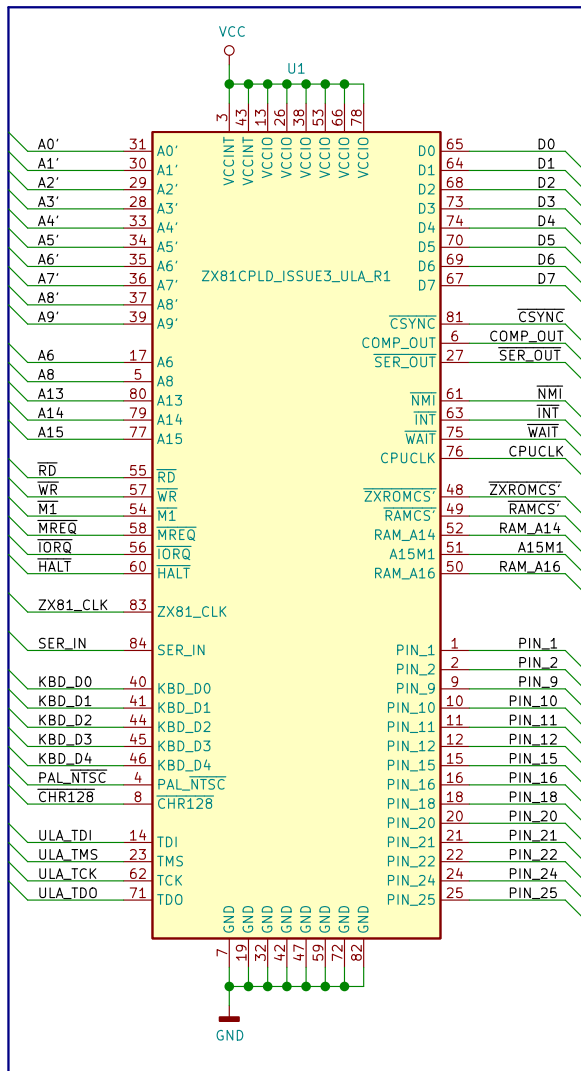 VCC
U1
3 43 13 26 38 53 66 78
VCCINT VCCINT VCCIO VCCIO VCCIO VCCIO VCCIO VCCIO
A0' 31 A0' D0 65 D0
A1' 30 A1' D1 64 D1
A2' 29 A2' D2 68 D2
A3' 28 A3' D3 73 D3
A4' 33 A4' D4 74 D4
A5' 34 A5' D5 70 D5
A6' 35 A6' D6 69 D6
ZX81CPLD_ISSUE3_ULA_R1
A7' 36 A7' D7 67 D7
A8' 37 A8'
A9' 39 A9' CSYNC 81 CSYNC
COMP_OUT 6 COMP_OUT
A6 17 A6 SER_OUT 27 SER_OUT
A8 5 A8
A13 80 A13 NMI 61 NMI
A14 79 A14 INT 63 INT
A15 77 A15 WAIT 75 WAIT
CPUCLK 76 CPUCLK
RD 55 RD
WR 57 WR ZXROMCS' 48 ZXROMCS'
M1 54 M1 RAMCS' 49 RAMCS'
MREQ 58 MREQ RAM_A14 52 RAM_A14
IORQ 56 IORQ A15M1 51 A15M1
HALT 60 HALT RAM_A16 50 RAM_A16
ZX81_CLK 83 ZX81_CLK
SER_IN 84 SER_IN PIN_1 1 PIN_1
PIN_2 2 PIN_2
KBD_D0 40 KBD_D0 PIN_9 9 PIN_9
KBD_D1 41 KBD_D1 PIN_10 10 PIN_10
KBD_D2 44 KBD_D2 PIN_11 11 PIN_11
KBD_D3 45 KBD_D3 PIN_12 12 PIN_12
KBD_D4 46 KBD_D4 PIN_15 15 PIN_15
PAL_NTSC 4 PAL_NTSC PIN_16 16 PIN_16
CHR128 8 CHR128 PIN_18 18 PIN_18
PIN_20 20 PIN_20
ULA_TDI 14 TDI PIN_21 21 PIN_21
ULA_TMS 23 TMS PIN_22 22 PIN_22
ULA_TCK 62 TCK PIN_24 24 PIN_24
ULA_TDO 71 TDO PIN_25 25 PIN_25
GND GND GND GND GND GND GND GND
7 19 32 42 47 59 72 82
GND